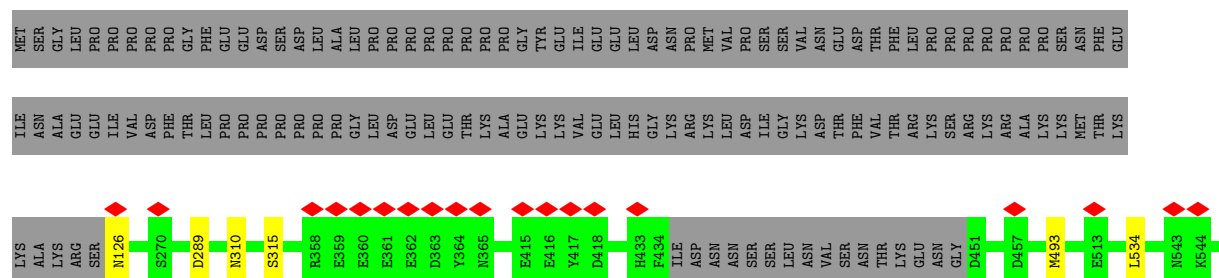 MET SER GLY LEU PRO PRO PRO PRO PRO GLY PHE GLU GLU ASP SER ASP LEU ALA LEU PRO PRO PRO PRO PRO PRO PRO PRO GLY TYR GLU ILE GLU GLU LEU ASP ASN PRO MET VAL PRO SER SER VAL ASN GLU ASP THR PHE LEU PRO PRO PRO PRO PRO PRO PRO SER ASN PHE GLU
ILE ASN ALA GLU GLU ILE VAL ASP PHE THR LEU PRO PRO PRO PRO PRO PRO PRO GLY LEU ASP GLU LEU GLU THR LYS ALA GLU LYS LYS VAL GLU LEU HIS GLY LYS ARG LYS LEU ASP ILE GLY LYS ASP THR PHE VAL THR ARG LYS SER ARG LYS ARG ALA LYS LYS MET THR LYS
LYS ALA LYS ARG SER N126 S270 D289 N310 S315 R358 E359 E360 E361 E362 D363 Y364 N365 E415 E416 Y417 D418 H433 F434 ILE ASP ASN ASN SER SER LEU ASN VAL SER ASN THR LYS GLU ASN GLY D451 D457 M493 E513 L534 N543 K544